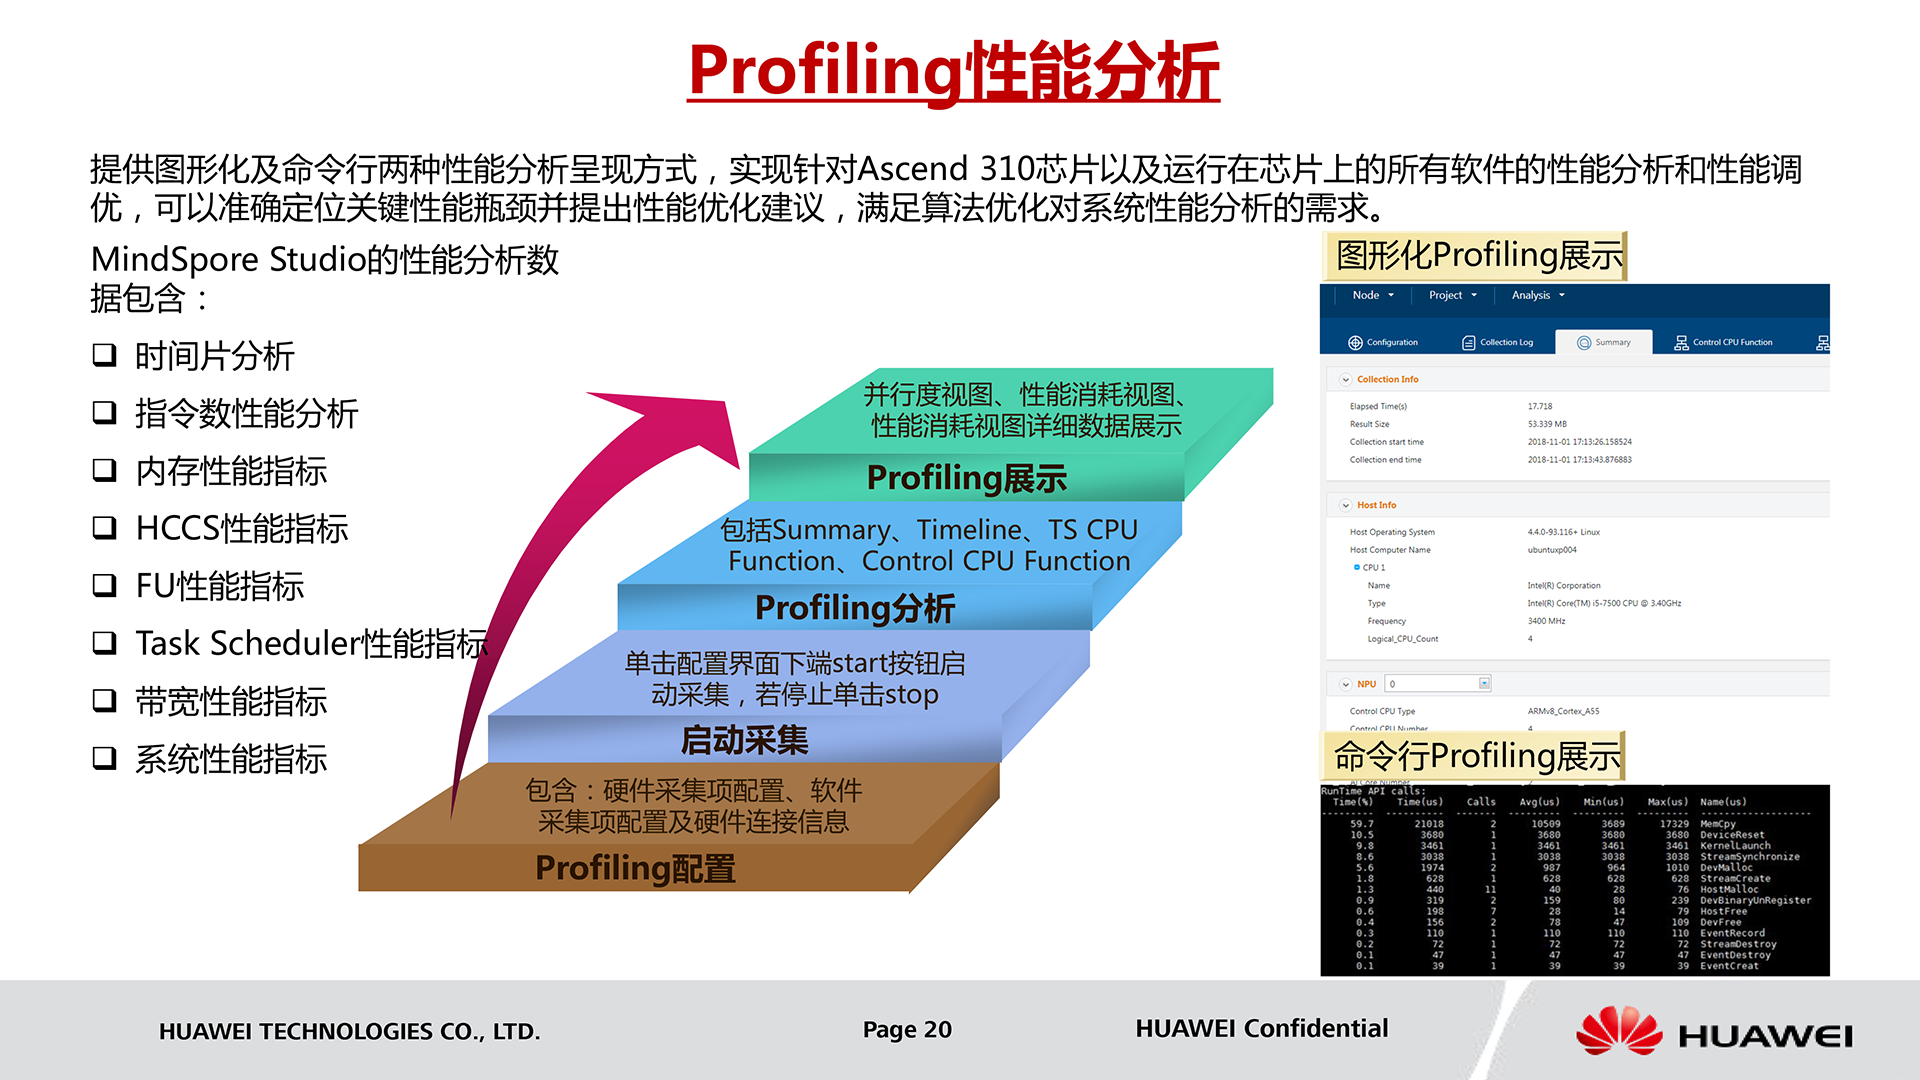 Profiling性能分析
提供图形化及命令行两种性能分析呈现方式，实现针对Ascend 310芯片以及运行在芯片上的所有软件的性能分析和性能调
优，可以准确定位关键性能瓶颈并提出性能优化建议，满足算法优化对系统性能分析的需求。
MindSpore Studio的性能分析数
据包含：
时间片分析
指令数性能分析
内存性能指标
HCCS性能指标
FU性能指标
Task Scheduler性能指标
带宽性能指标
系统性能指标
并行度视图、性能消耗视图、
性能消耗视图详细数据展示
Profiling展示
包括Summary、Timeline、TS CPU
Function、Control CPU Function
Profiling分析
单击配置界面下端start按钮启
动采集，若停止单击stop
启动采集
包含：硬件采集项配置、软件
采集项配置及硬件连接信息
Profiling配置
图形化Profiling展示
Node Project Analysis
Configuration Collection Log Summary Control CPU Function
Collection Info
Elapsed Time(s) 17.718
Result Size 53.339 MB
Collection start time 2018-11-01 17:13:26.158524
Collection end time 2018-11-01 17:13:43.876883
Host Info
Host Operating System 4.4.0-93.116+ Linux
Host Computer Name ubuntuxp004
CPU 1
Name Intel(R) Corporation
Type Intel(R) Core(TM) i5-7500 CPU @ 3.40GHz
Frequency 3400 MHz
Logical_CPU_Count 4
NPU 0
Control CPU Type ARMv8_Cortex_A55
Control CPU Number 4
命令行Profiling展示
AI Core Number
RunTime API calls:
Time(%) Time(us) Calls Avg(us) Min(us) Max(us) Name(us)
59.7 21018 2 10509 3689 17329 MemCpy
10.5 3680 1 3680 3680 3680 DeviceReset
9.8 3461 1 3461 3461 3461 KernelLaunch
8.6 3038 1 3038 3038 3038 StreamSynchronize
5.6 1974 2 987 964 1010 DevMalloc
1.8 628 1 628 628 628 StreamCreate
1.3 440 11 40 28 76 HostMalloc
0.9 319 2 159 80 239 DevBinaryUnRegister
0.6 198 7 28 14 79 HostFree
0.4 156 2 78 47 109 DevFree
0.3 110 1 110 110 110 EventRecord
0.2 72 1 72 72 72 StreamDestroy
0.1 47 1 47 47 47 EventDestroy
0.1 39 1 39 39 39 EventCreat
HUAWEI TECHNOLOGIES CO., LTD.
Page 20
HUAWEI Confidential
HUAWEI